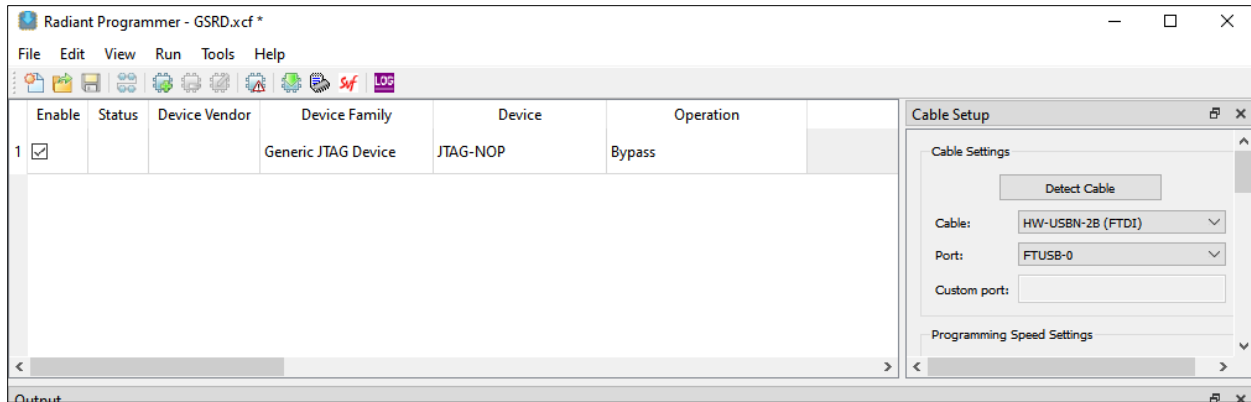 Radiant Programmer - GSRD.xcf *
File Edit View Run Tools Help
Svf LOG
Enable Status Device Vendor Device Family Device Operation
1 Generic JTAG Device JTAG-NOP Bypass
Cable Setup
Cable Settings
Detect Cable
Cable: HW-USBN-2B (FTDI)
Port: FTUSB-0
Custom port:
Programming Speed Settings
Output